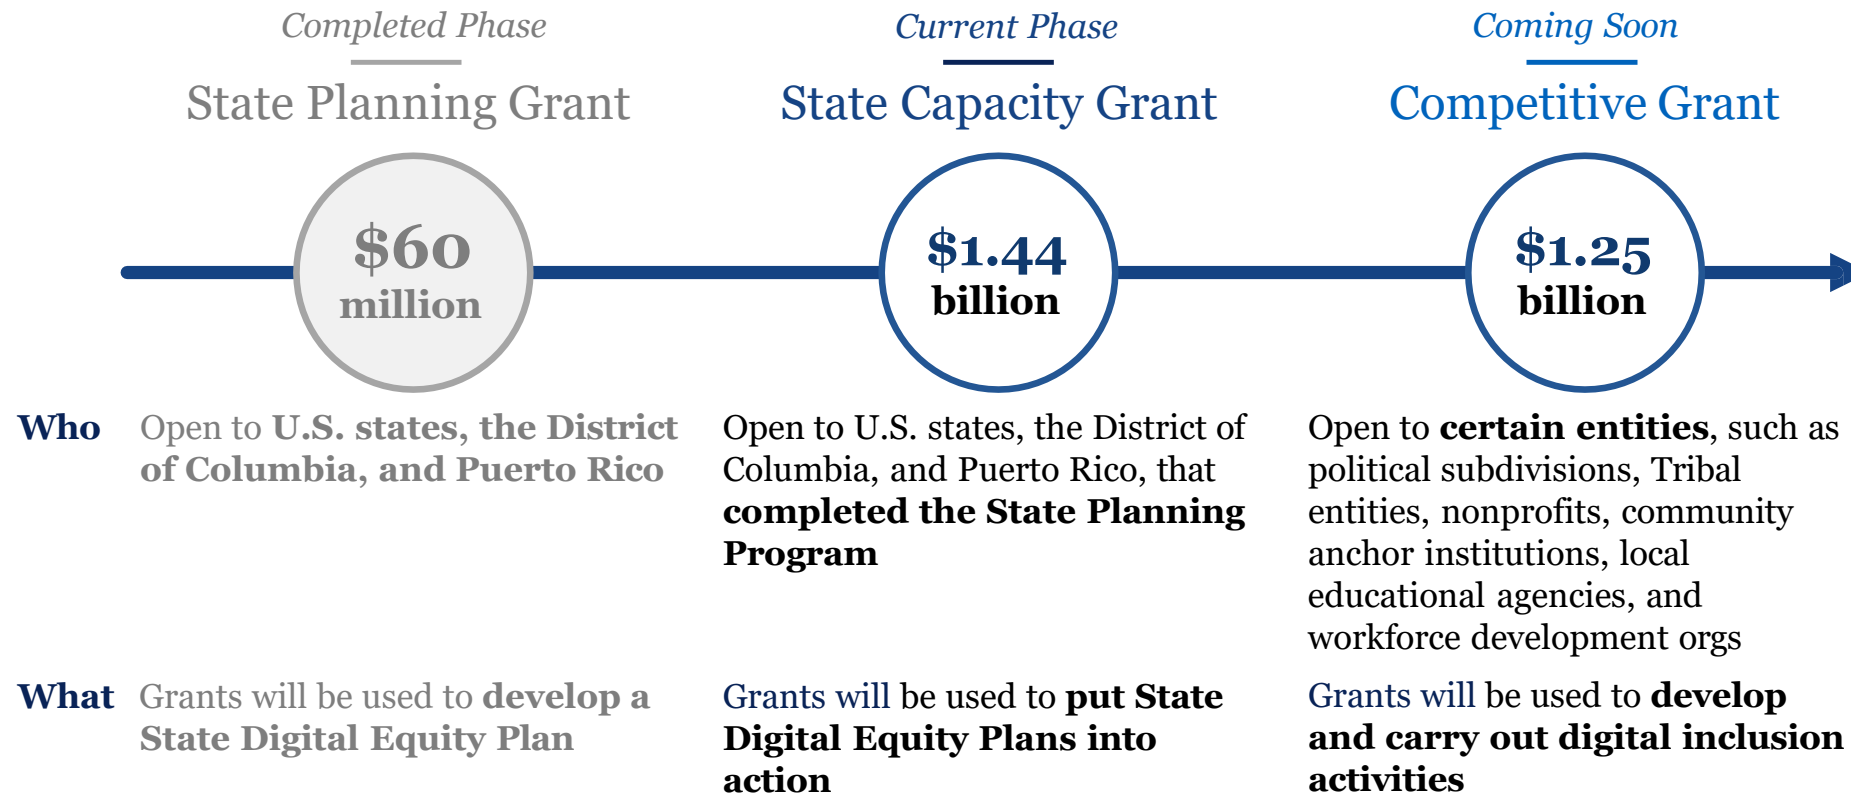 Completed Phase
State Planning Grant
$60
million
Current Phase
State Capacity Grant
$1.44
billion
Coming Soon
Competitive Grant
$1.25
billion
Who
Open to U.S. states, the District
of Columbia, and Puerto Rico
Open to U.S. states, the District of
Columbia, and Puerto Rico, that
completed the State Planning
Program
Open to certain entities, such as
political subdivisions, Tribal
entities, nonprofits, community
anchor institutions, local
educational agencies, and
workforce development orgs
What
Grants will be used to develop a
State Digital Equity Plan
Grants will be used to put State
Digital Equity Plans into
action
Grants will be used to develop
and carry out digital inclusion
activities